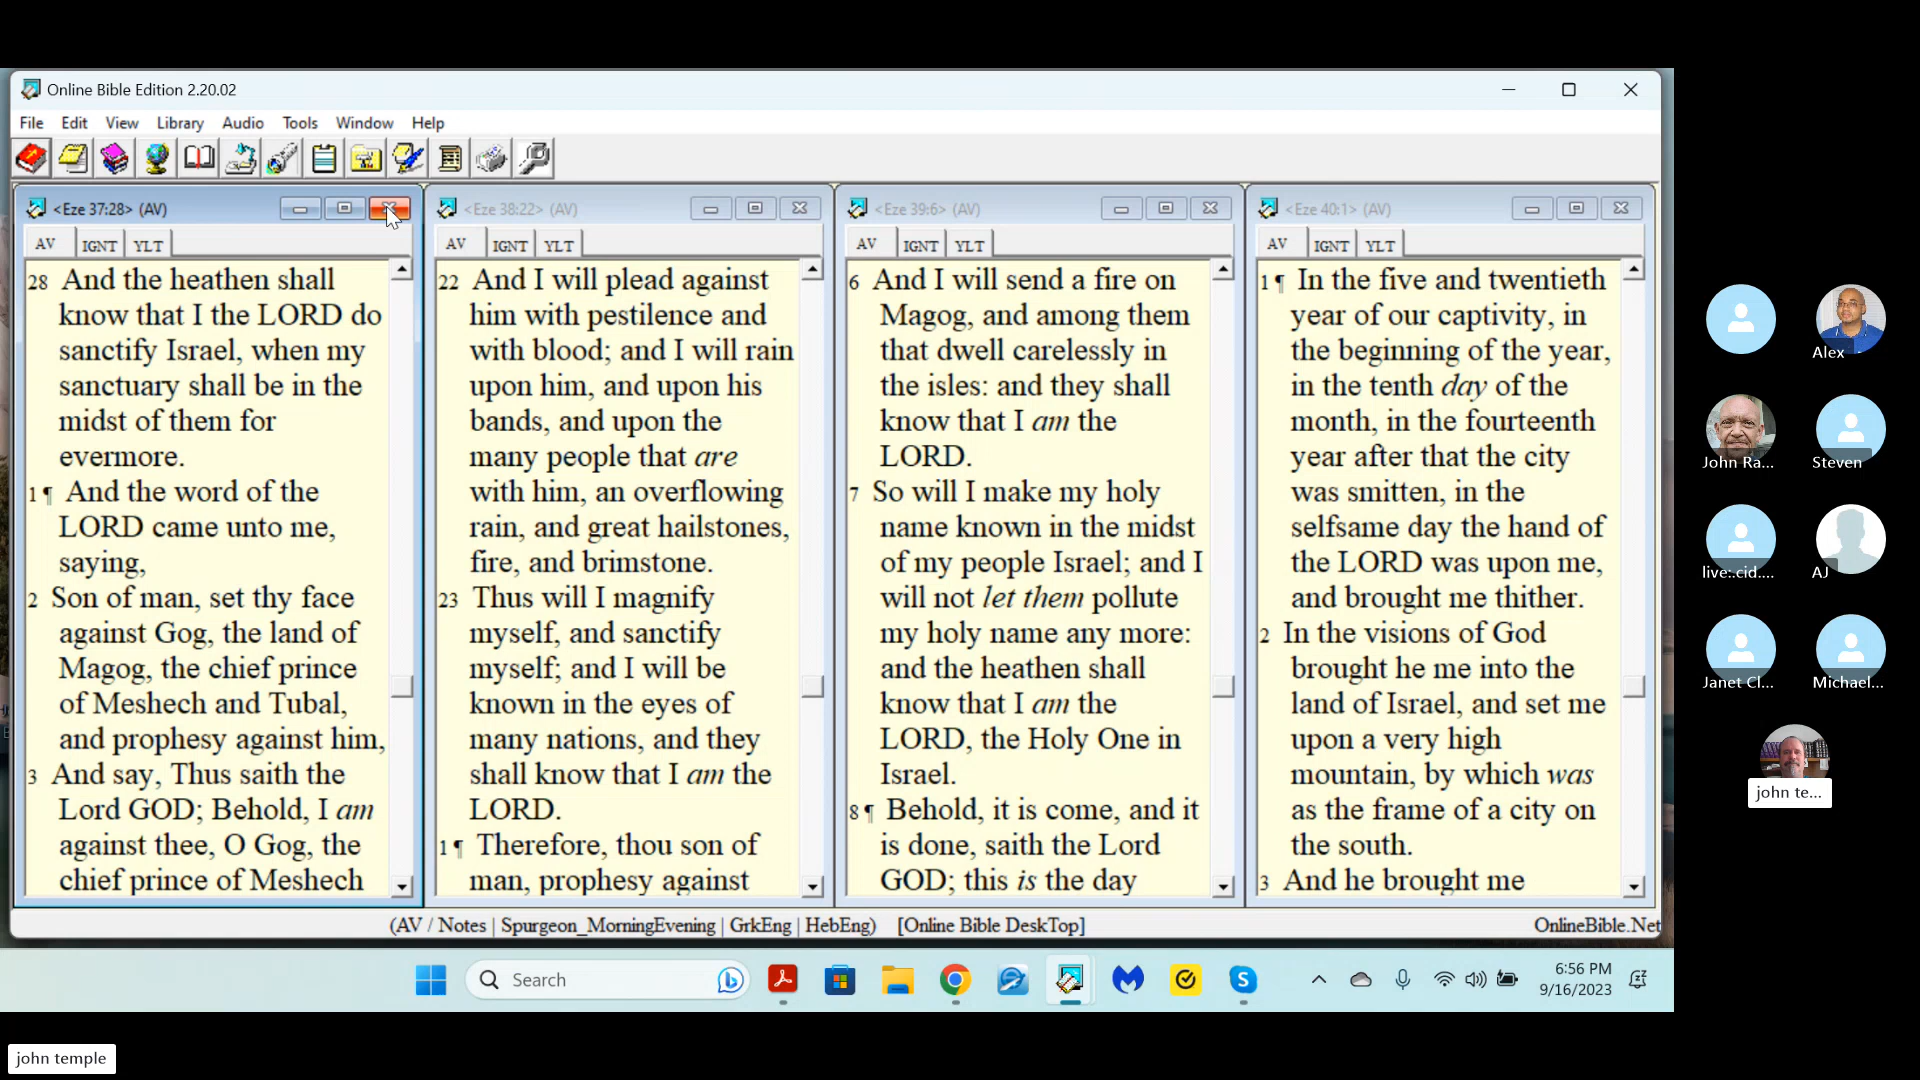 Online Bible Edition 2.20.02
File Edit View Library Audio Tools Window Help
<Eze 37:28> (AV)
AV IGNT YLT
28 And the heathen shall
know that I the LORD do
sanctify Israel, when my
sanctuary shall be in the
midst of them for
evermore.
1 ¶ And the word of the
LORD came unto me,
saying,
2 Son of man, set thy face
against Gog, the land of
Magog, the chief prince
of Meshech and Tubal,
and prophesy against him,
3 And say, Thus saith the
Lord GOD; Behold, I am
against thee, O Gog, the
chief prince of Meshech
<Eze 38:22> (AV)
AV IGNT YLT
22 And I will plead against
him with pestilence and
with blood; and I will rain
upon him, and upon his
bands, and upon the
many people that are
with him, an overflowing
rain, and great hailstones,
fire, and brimstone.
23 Thus will I magnify
myself, and sanctify
myself; and I will be
known in the eyes of
many nations, and they
shall know that I am the
LORD.
1 ¶ Therefore, thou son of
man, prophesy against
<Eze 39:6> (AV)
AV IGNT YLT
6 And I will send a fire on
Magog, and among them
that dwell carelessly in
the isles: and they shall
know that I am the
LORD.
7 So will I make my holy
name known in the midst
of my people Israel; and I
will not let them pollute
my holy name any more:
and the heathen shall
know that I am the
LORD, the Holy One in
Israel.
8 ¶ Behold, it is come, and it
is done, saith the Lord
GOD; this is the day
<Eze 40:1> (AV)
AV IGNT YLT
1 ¶ In the five and twentieth
year of our captivity, in
the beginning of the year,
in the tenth day of the
month, in the fourteenth
year after that the city
was smitten, in the
selfsame day the hand of
the LORD was upon me,
and brought me thither.
2 In the visions of God
brought he me into the
land of Israel, and set me
upon a very high
mountain, by which was
as the frame of a city on
the south.
3 And he brought me
(AV / Notes | Spurgeon_MorningEvening | GrkEng | HebEng) [Online Bible DeskTop] OnlineBible.Net
Search
6:56 PM
9/16/2023
Alex
John Ra...
Steven
live:.cid....
AJ
Janet Cl...
Michael...
john te...
john temple